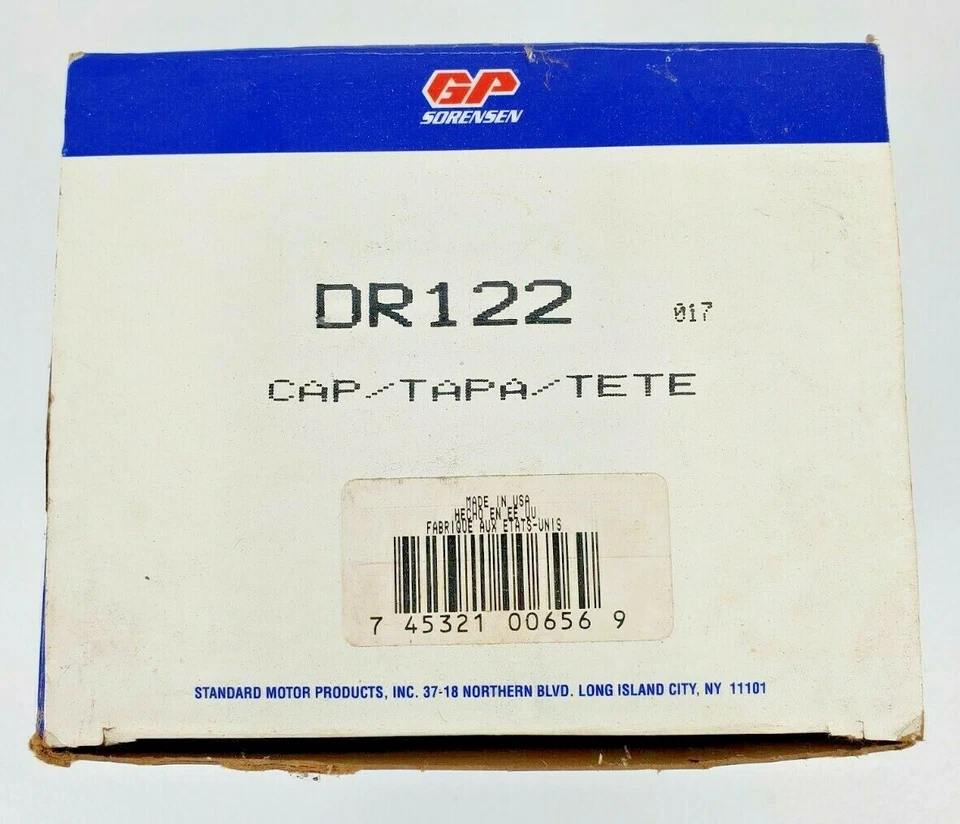 GP
SORENSEN
DR122 017
CAP/TAPA/TETE
MADE IN USA
HECHO EN EE UU
FABRIQUE AUX ETATS-UNIS
7 45321 00656 9
STANDARD MOTOR PRODUCTS, INC. 37-18 NORTHERN BLVD. LONG ISLAND CITY, NY 11101